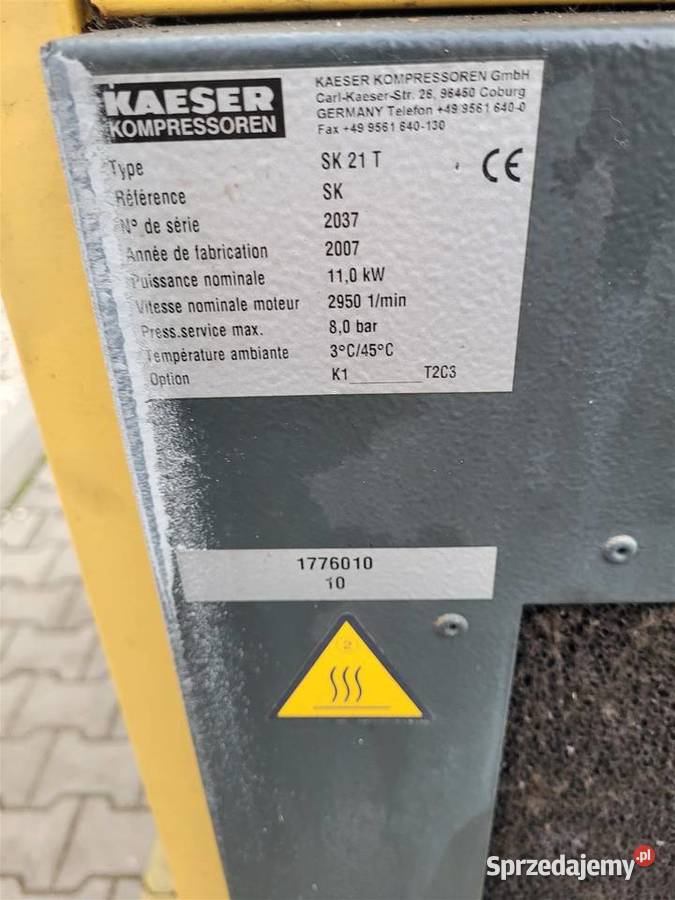 KAESER
KOMPRESSOREN
KAESER KOMPRESSOREN GmbH
Carl-Kaeser-Str. 26, 96450 Coburg
GERMANY Telefon +49 9561 640-0
Fax +49 9561 640-130
CE
Type SK 21 T
Référence SK
N° de série 2037
Année de fabrication 2007
Puissance nominale 11,0 kW
Vitesse nominale moteur 2950 1/min
Press.service max. 8,0 bar
Température ambiante 3°C/45°C
Option K1_______T2C3
1776010
10
Sprzedajemy.pl